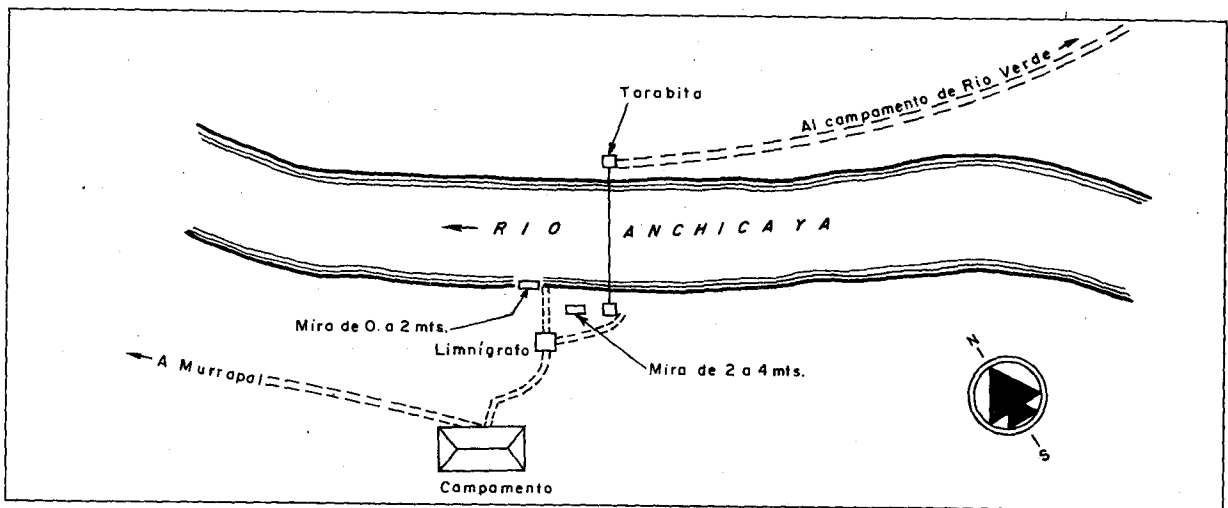 Tarabita
Al campamento de Rio Verde
RIO ANCHICAYA
Mira de 0. a 2 mts.
Limnígrafo
Mira de 2 a 4 mts.
A Murrapal
N
S
Campamento